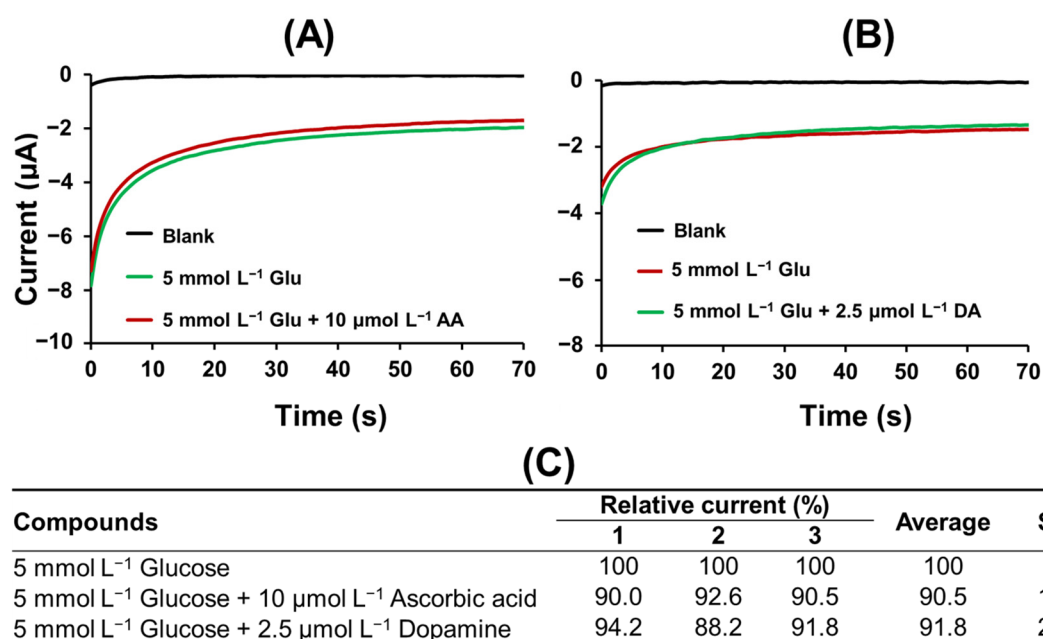 (A)
(B)
0
−2
−4
−6
−8
−10
Current (µA)
Blank
5 mmol L⁻¹ Glu
5 mmol L⁻¹ Glu + 10 µmol L⁻¹ AA
0 10 20 30 40 50 60 70
Time (s)
0
−2
−4
−6
−8
Blank
5 mmol L⁻¹ Glu
5 mmol L⁻¹ Glu + 2.5 µmol L⁻¹ DA
0 10 20 30 40 50 60 70
Time (s)
(C)
Relative current (%)
Compounds 1 2 3 Average
5 mmol L⁻¹ Glucose 100 100 100 100
5 mmol L⁻¹ Glucose + 10 µmol L⁻¹ Ascorbic acid 90.0 92.6 90.5 90.5
5 mmol L⁻¹ Glucose + 2.5 µmol L⁻¹ Dopamine 94.2 88.2 91.8 91.8